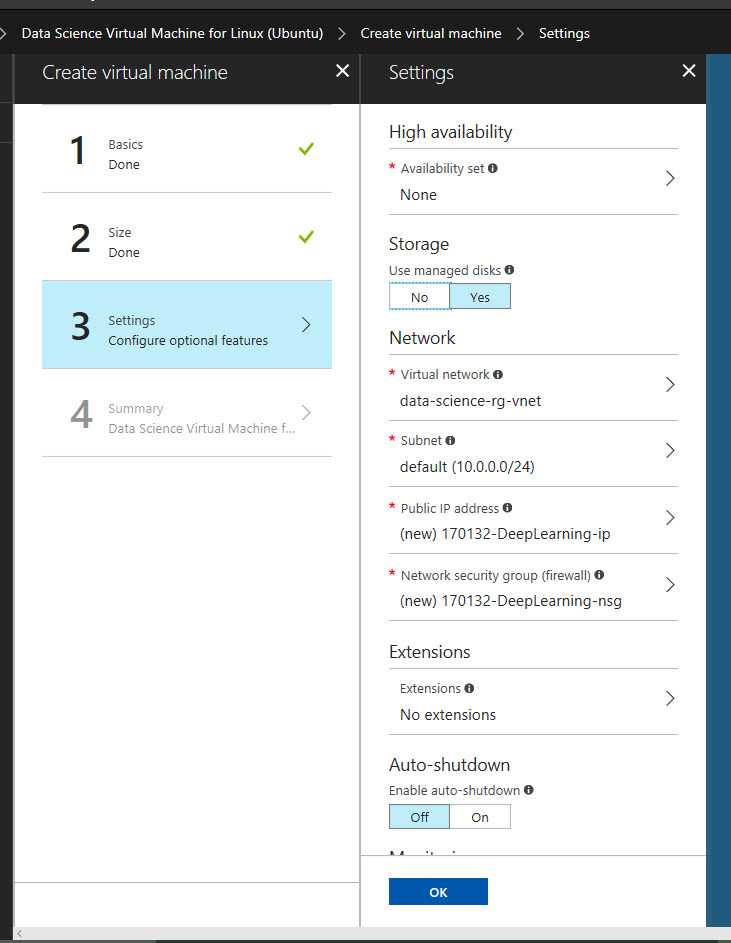 Data Science Virtual Machine for Linux (Ubuntu) > Create virtual machine > Settings
Create virtual machine
1
Basics
Done
2
Size
Done
3
Settings
Configure optional features
4
Summary
Data Science Virtual Machine f...
Settings
High availability
* Availability set
None
Storage
Use managed disks
No Yes
Network
* Virtual network
data-science-rg-vnet
* Subnet
default (10.0.0.0/24)
* Public IP address
(new) 170132-DeepLearning-ip
* Network security group (firewall)
(new) 170132-DeepLearning-nsg
Extensions
Extensions
No extensions
Auto-shutdown
Enable auto-shutdown
Off On
OK